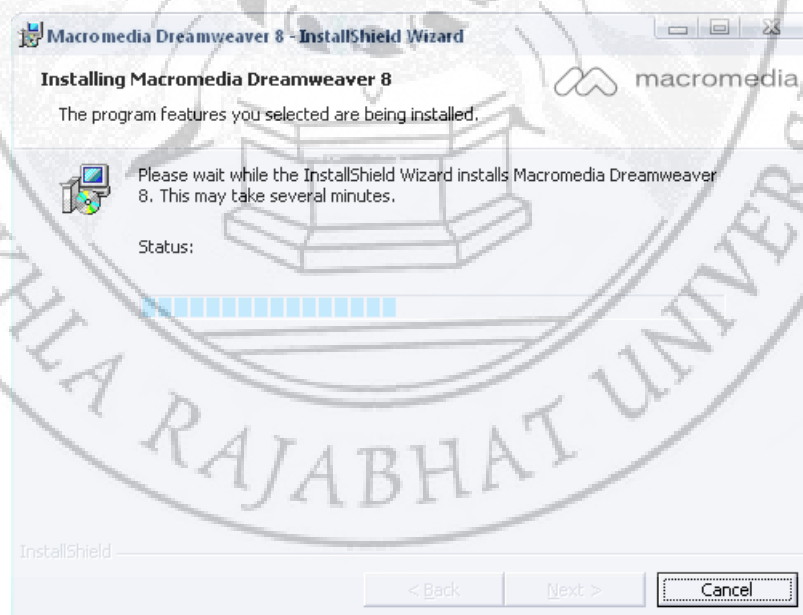 Macromedia Dreamweaver 8 - InstallShield Wizard
Installing Macromedia Dreamweaver 8
macromedia
The program features you selected are being installed.
Please wait while the InstallShield Wizard installs Macromedia Dreamweaver
8. This may take several minutes.
Status:
RAJABHAT
InstallShield
< Back
Next >
Cancel